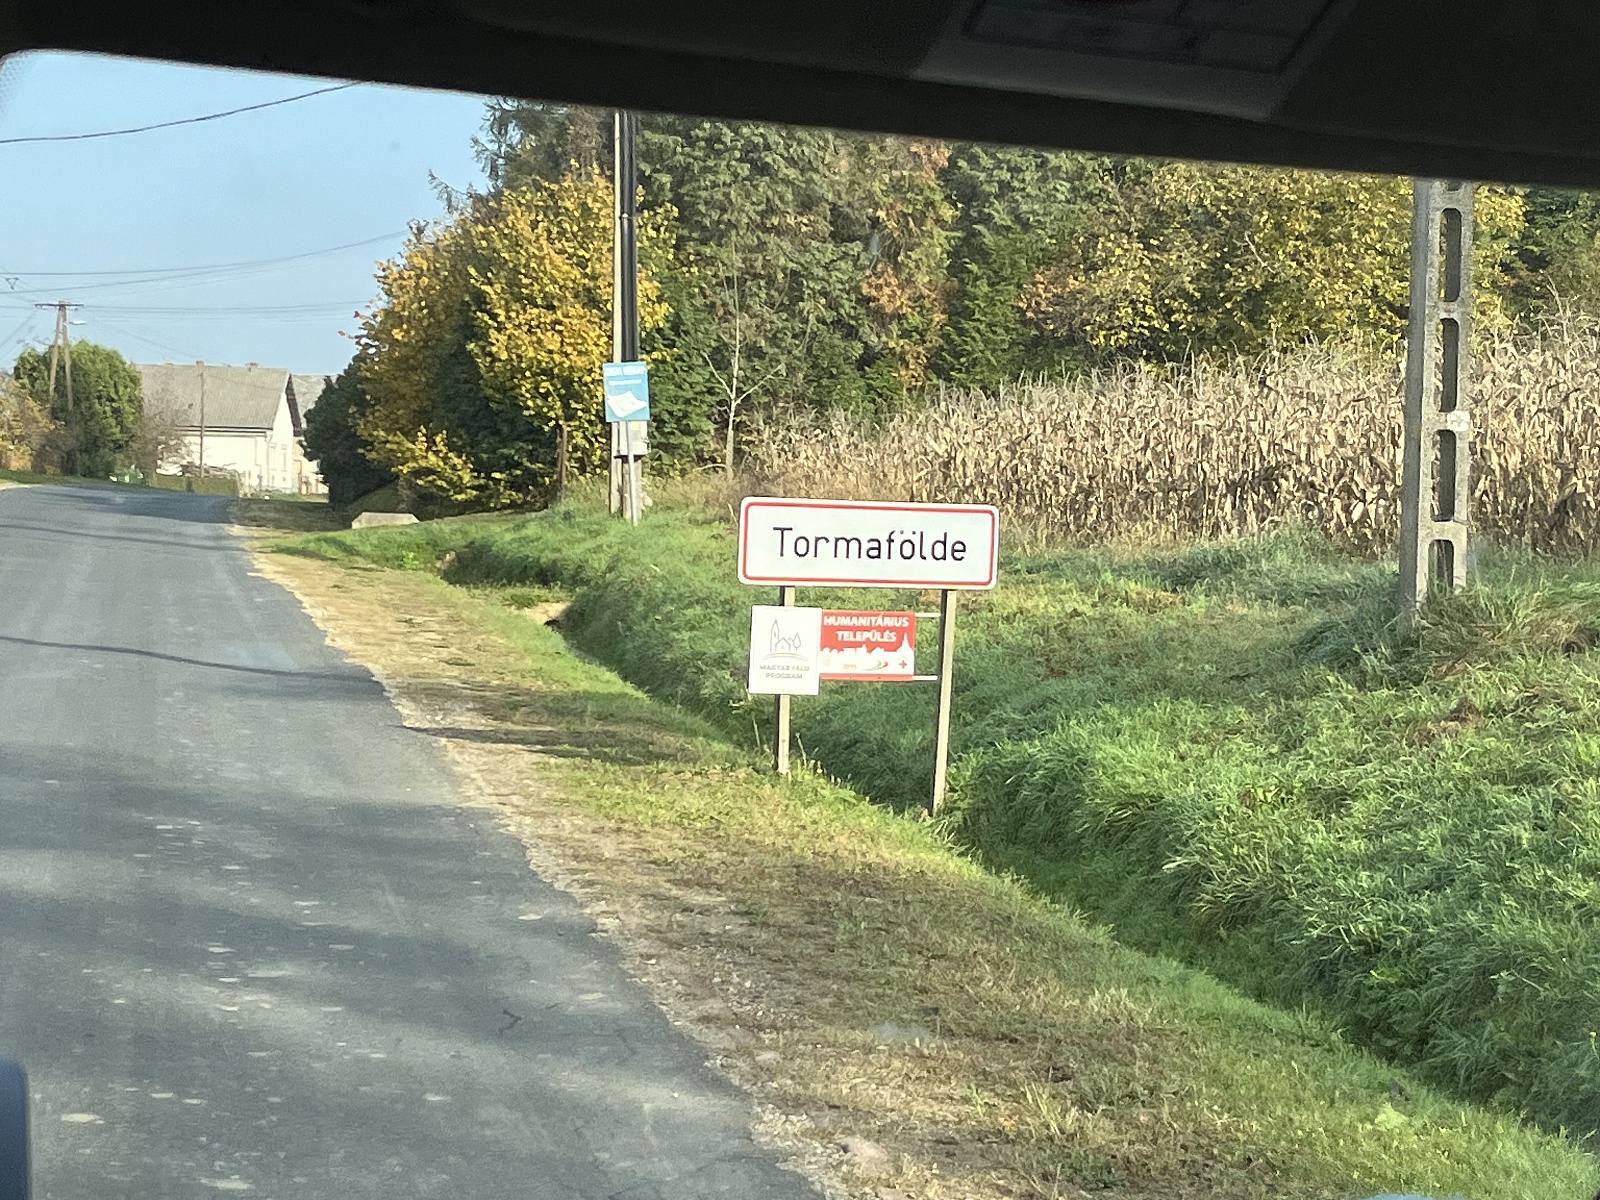 Tormafölde
MAGYAR FALU
PROGRAM
HUMANITÁRIUS
TELEPÜLÉS